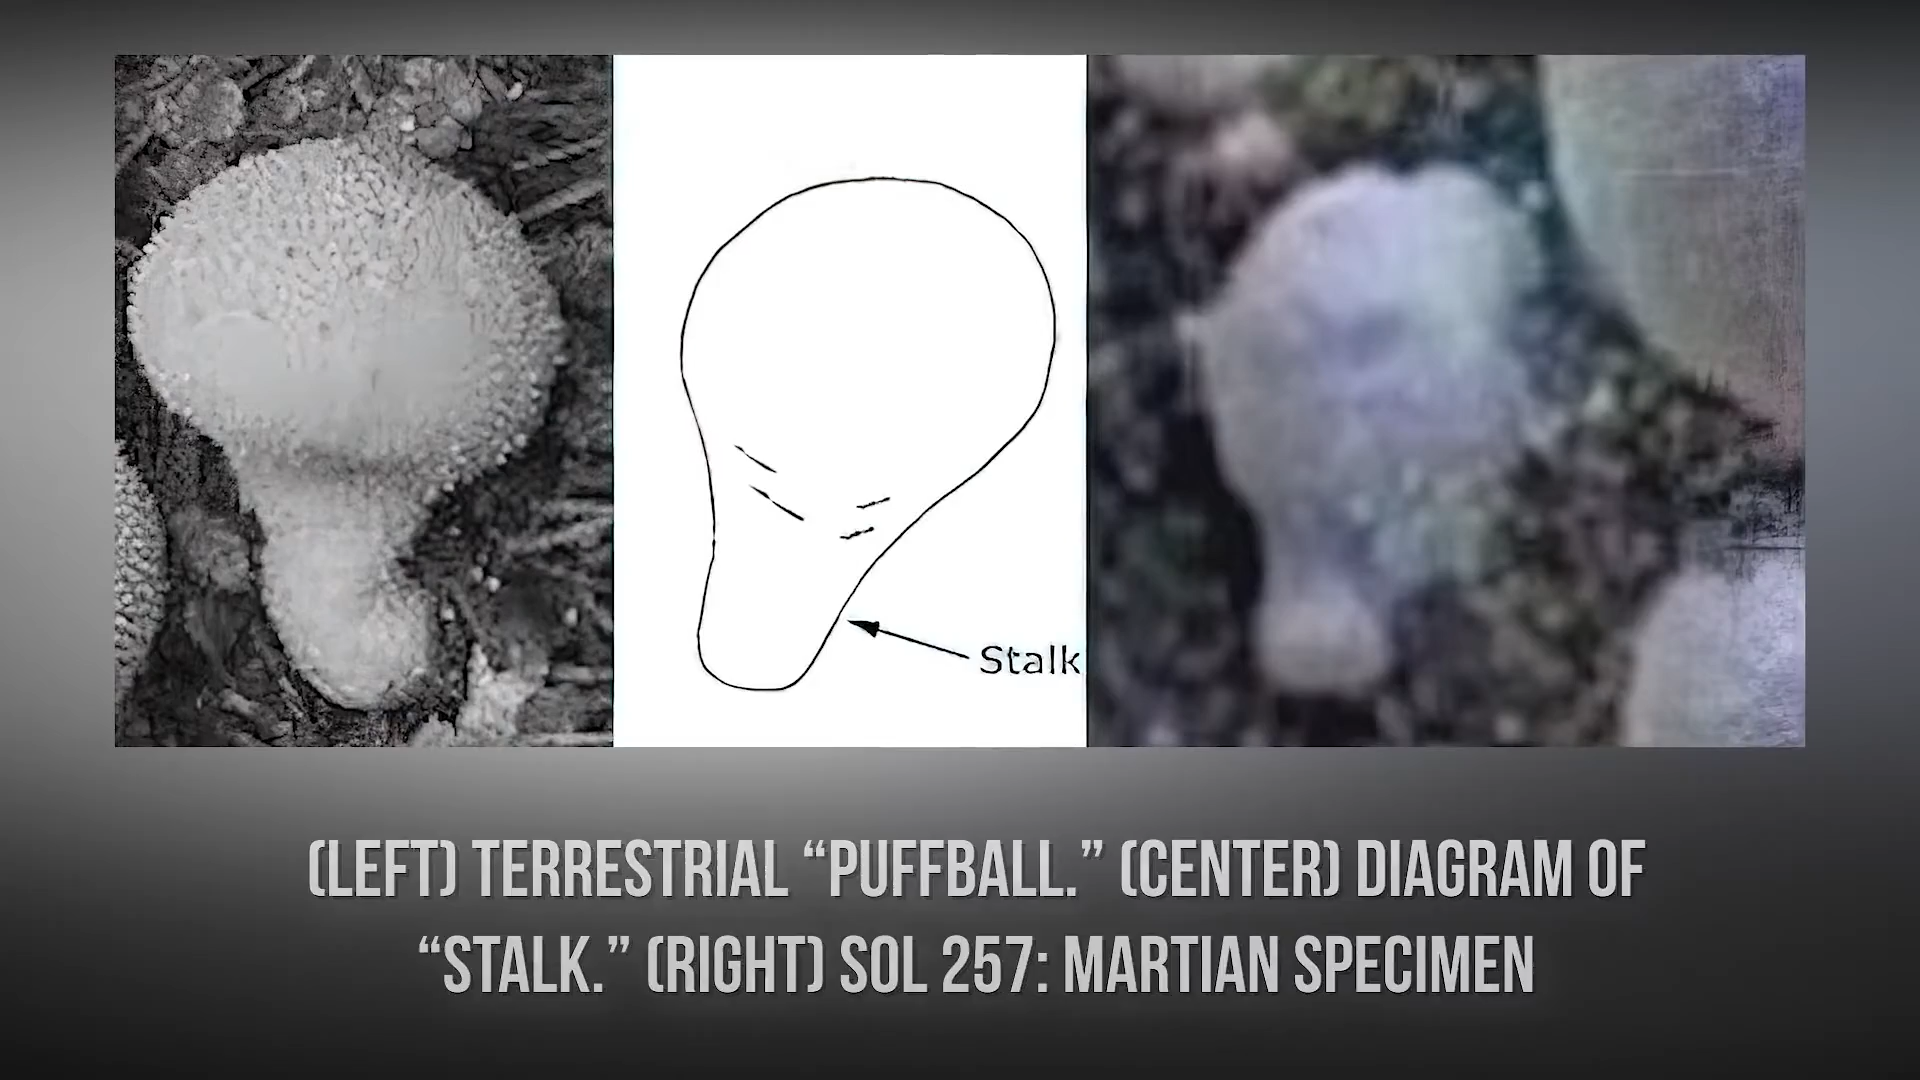 Stalk
(LEFT) TERRESTRIAL “PUFFBALL.” (CENTER) DIAGRAM OF
“STALK.” (RIGHT) SOL 257: MARTIAN SPECIMEN